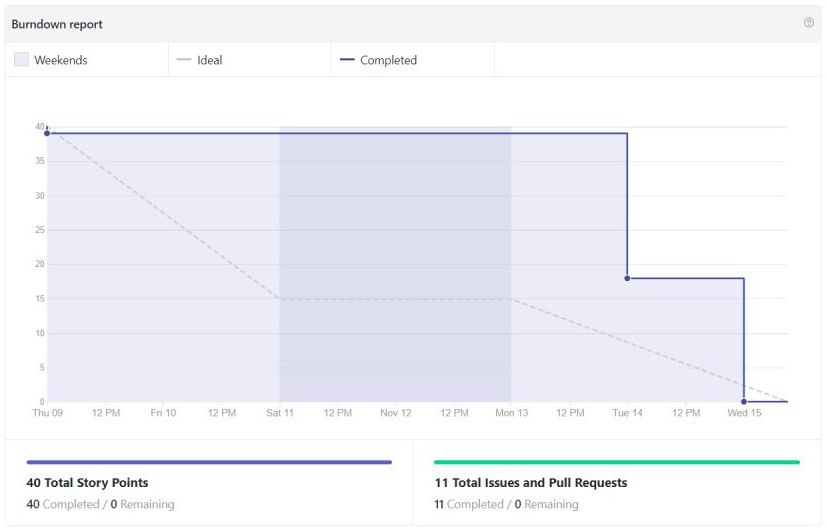 Burndown report
Weekends Ideal Completed
40
35
30
25
20
15
10
5
0
Thu 09 12 PM Fri 10 12 PM Sat 11 12 PM Nov 12 12 PM Mon 13 12 PM Tue 14 12 PM Wed 15
40 Total Story Points
40 Completed / 0 Remaining
11 Total Issues and Pull Requests
11 Completed / 0 Remaining